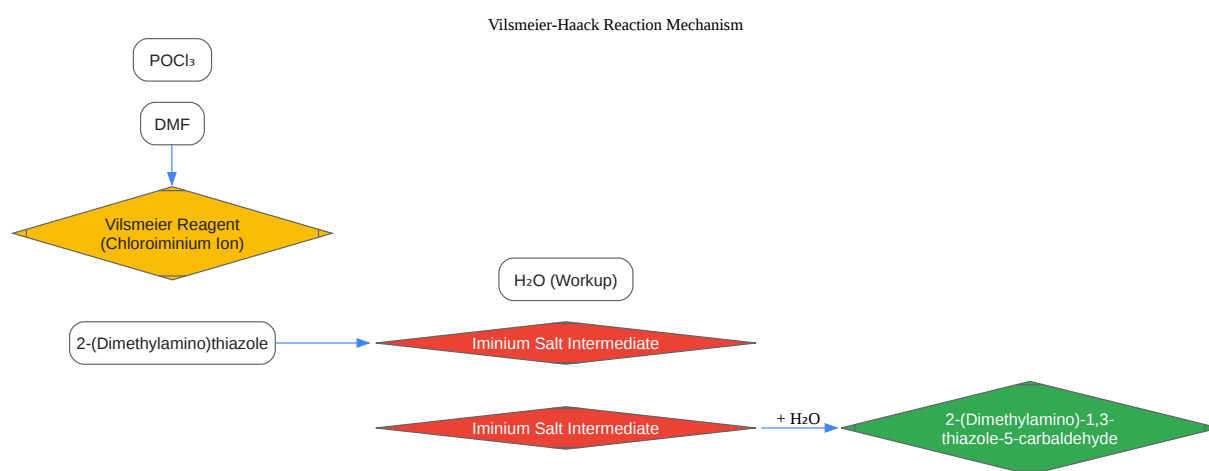 Vilsmeier-Haack Reaction Mechanism
POCl₃
DMF
Vilsmeier Reagent
(Chloroiminium Ion)
H₂O (Workup)
2-(Dimethylamino)thiazole
Iminium Salt Intermediate
Iminium Salt Intermediate
+ H₂O
2-(Dimethylamino)-1,3-
thiazole-5-carbaldehyde